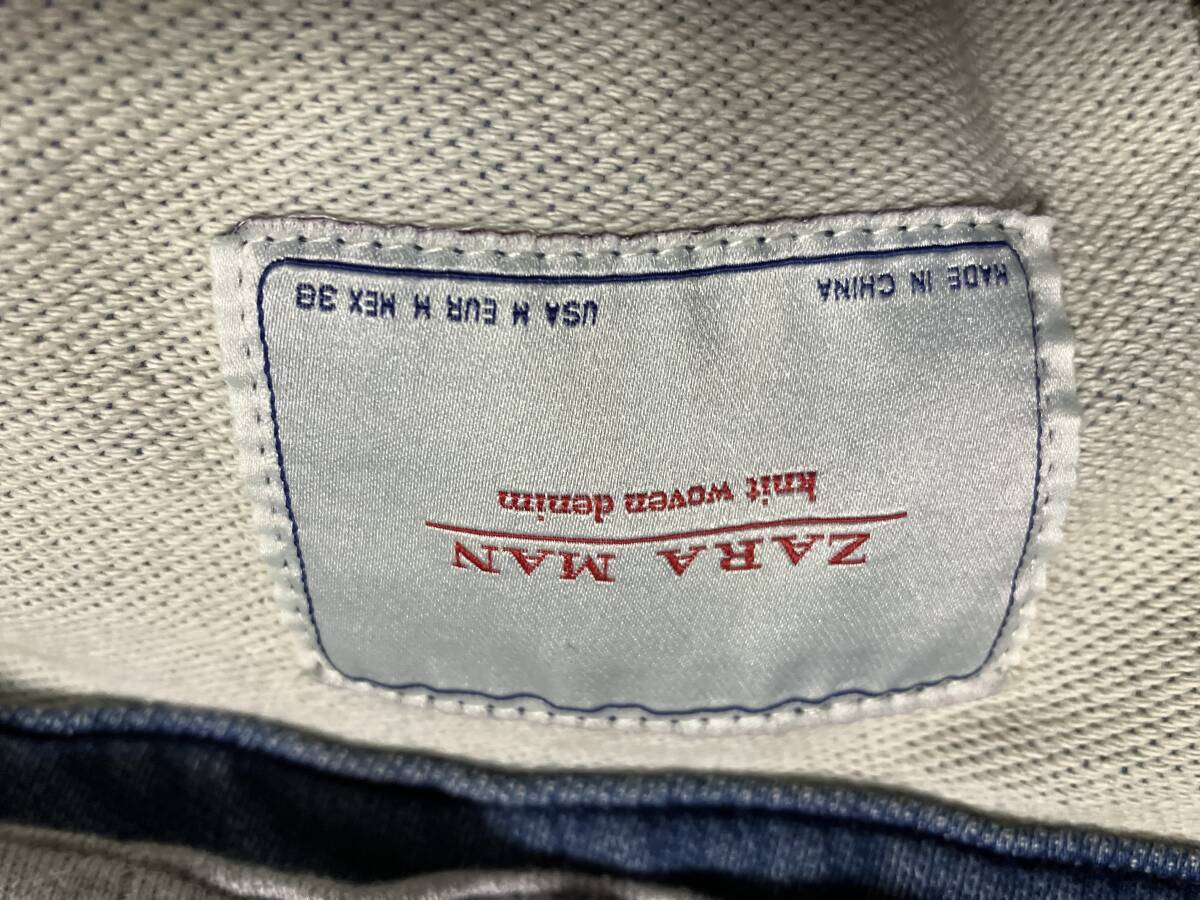 ZARA MAN
knit woven denim
MADE IN CHINA
USA M EUR M MEX 38